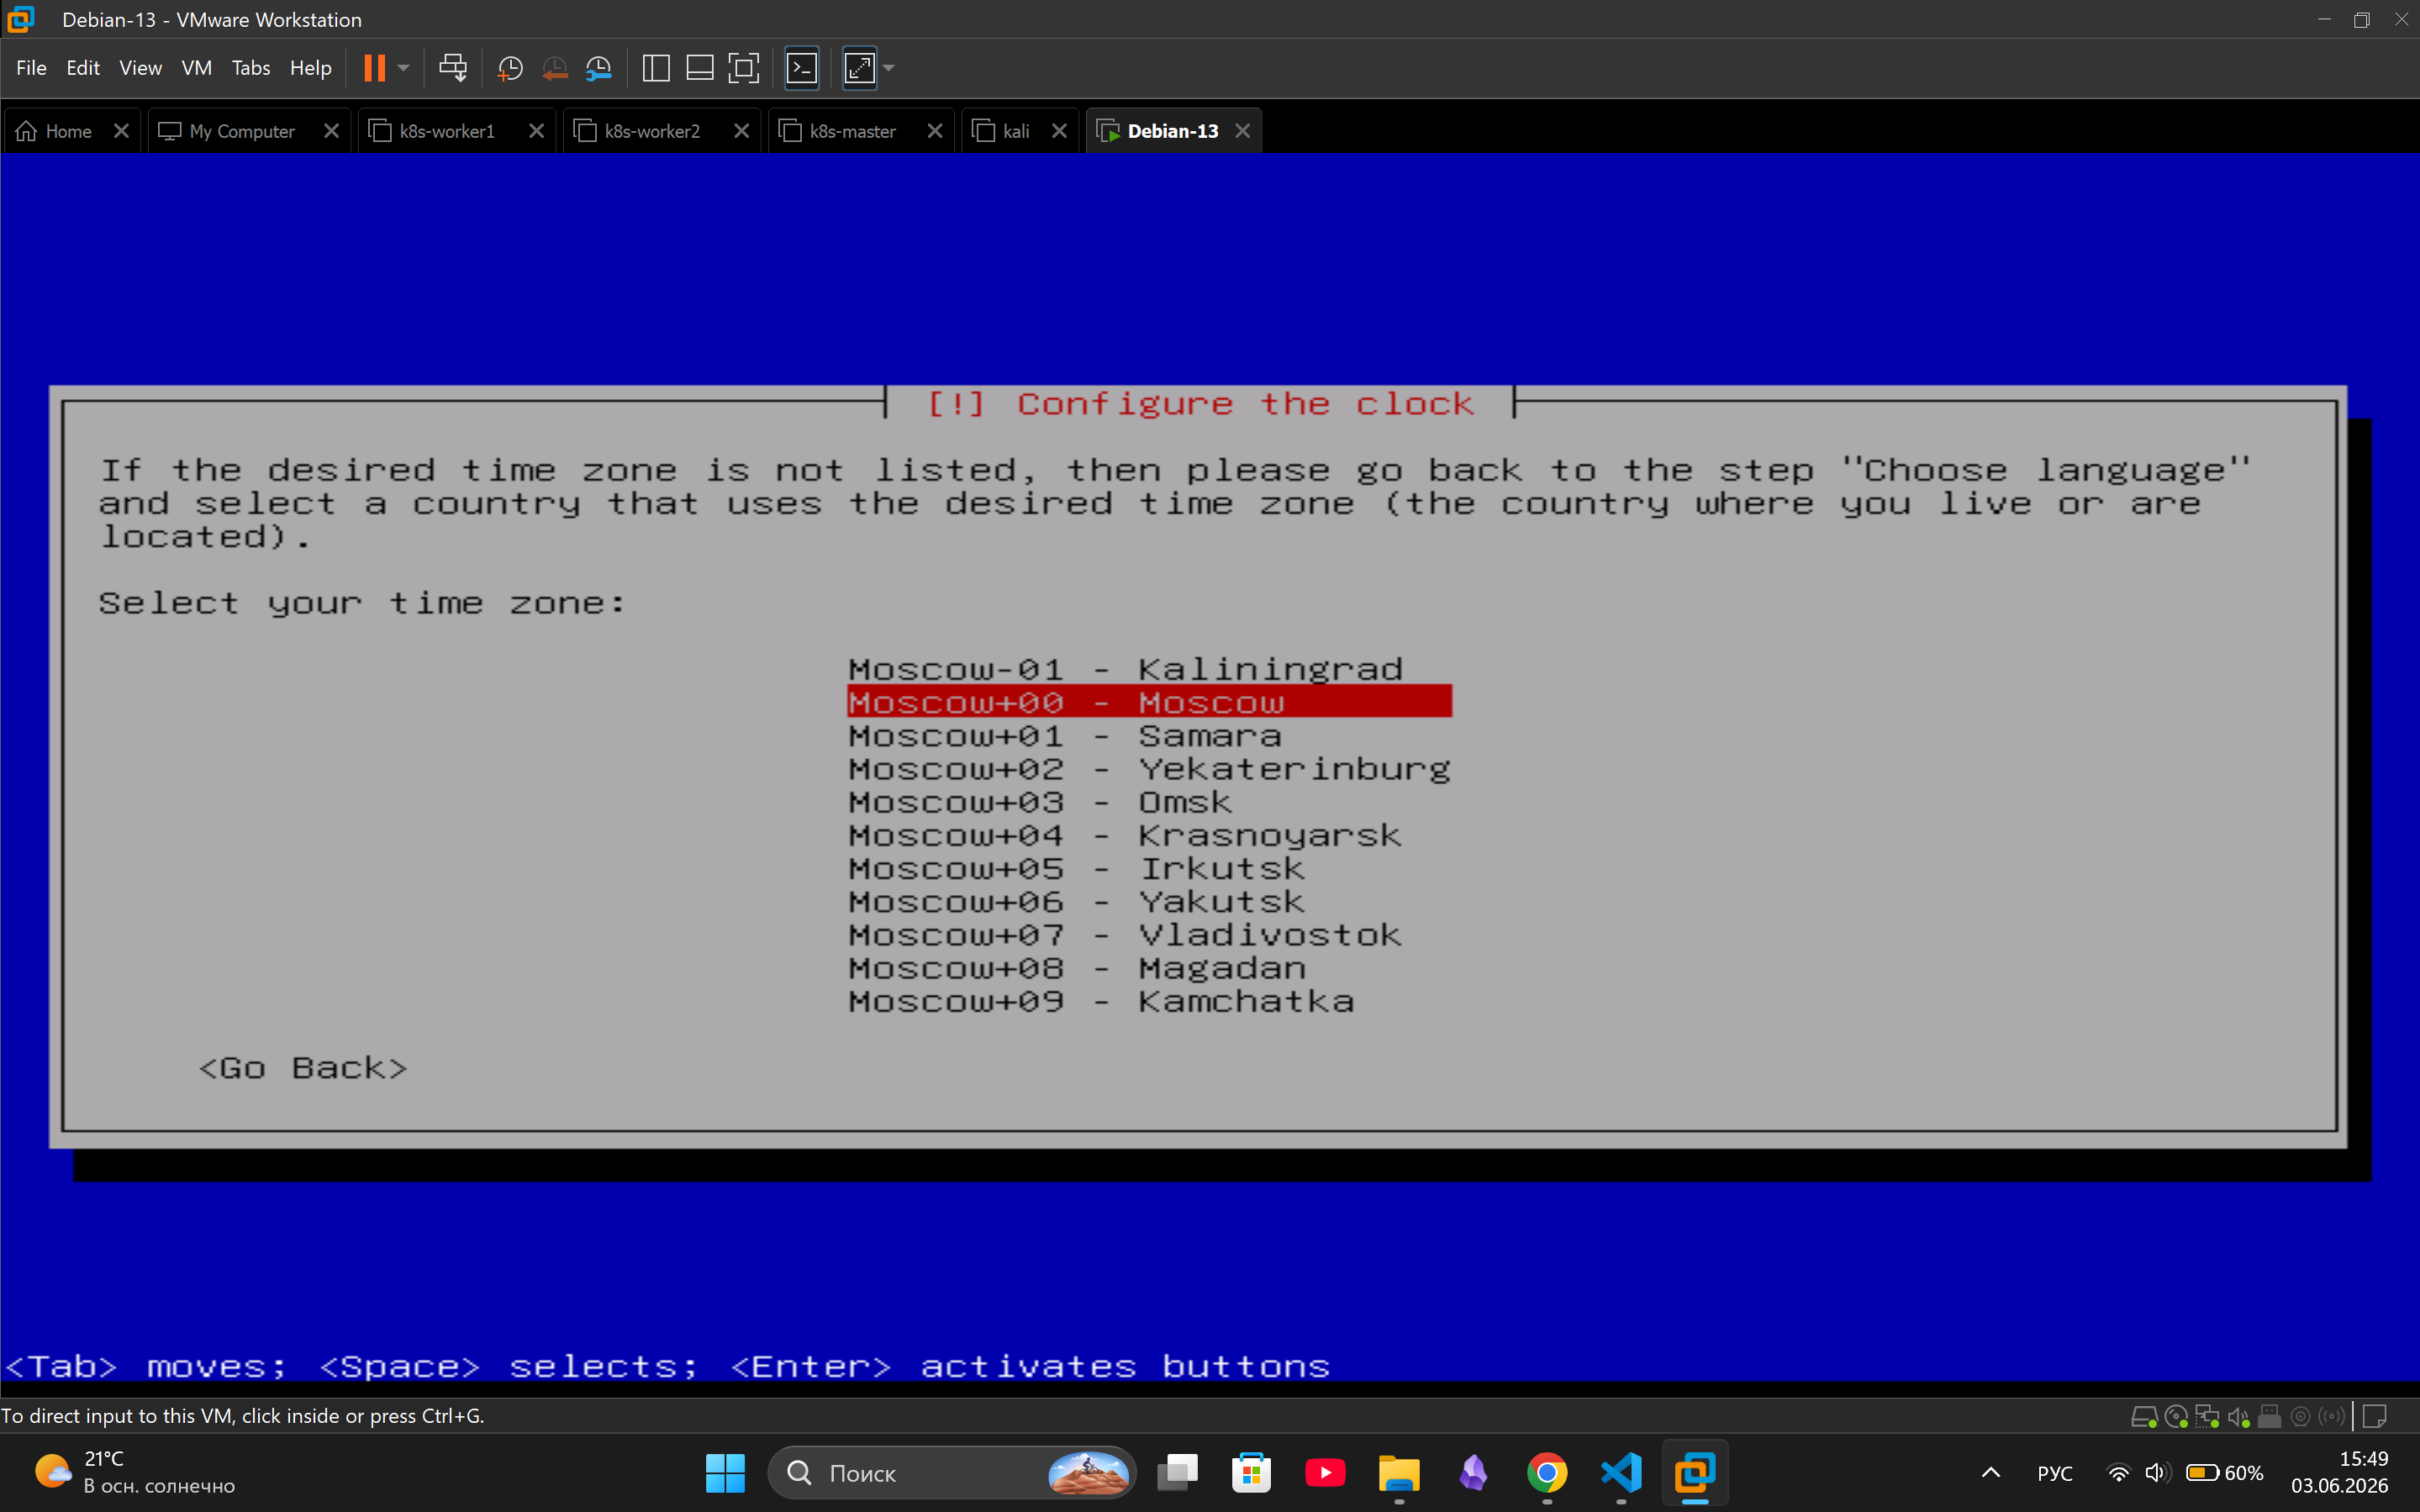 Debian-13 - VMware Workstation
File Edit View VM Tabs Help
Home My Computer k8s-worker1 k8s-worker2 k8s-master kali Debian-13
[!] Configure the clock
If the desired time zone is not listed, then please go back to the step "Choose language"
and select a country that uses the desired time zone (the country where you live or are
located).
Select your time zone:
Moscow-01 - Kaliningrad
Moscow+00 - Moscow
Moscow+01 - Samara
Moscow+02 - Yekaterinburg
Moscow+03 - Omsk
Moscow+04 - Krasnoyarsk
Moscow+05 - Irkutsk
Moscow+06 - Yakutsk
Moscow+07 - Vladivostok
Moscow+08 - Magadan
Moscow+09 - Kamchatka
<Go Back>
<Tab> moves; <Space> selects; <Enter> activates buttons
To direct input to this VM, click inside or press Ctrl+G.
21°C
В осн. солнечно
Поиск
РУС
60%
15:49
03.06.2026